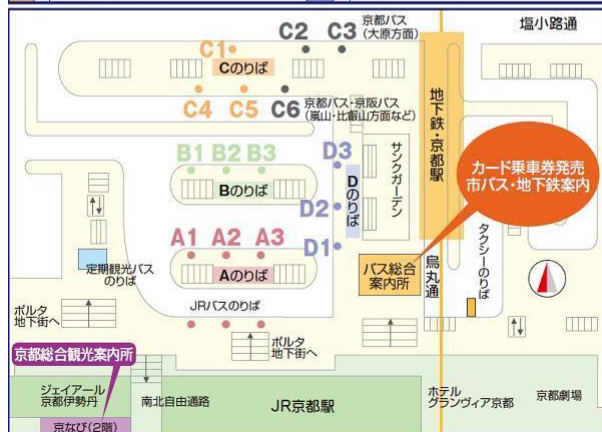 塩小路通
C1
C2
C3
京都バス
(大原方面)
Cのりば
C4
C5
C6
京都バス・京阪バス
(嵐山・比叡山方面など)
地下鉄・京都駅
カード乗車券発売
市バス・地下鉄案内
B1
B2
B3
Bのりば
D3
D2
D1
Dのりば
サンクガーデン
A1
A2
A3
Aのりば
定期観光バス
のりば
JRバスのりば
バス総合
案内所
烏丸通
タクシーのりば
ポルタ
地下街へ
ポルタ
地下街へ
京都総合観光案内所
ジェイアール
京都伊勢丹
京なび(2階)
南北自由通路
JR京都駅
ホテル
グランヴィア京都
京都劇場